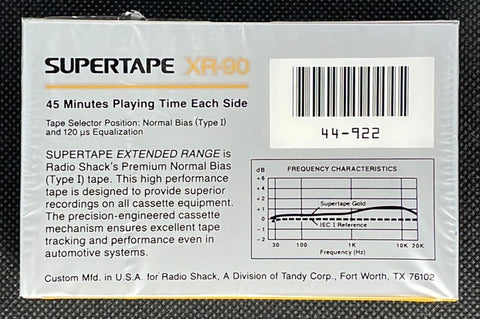 SUPERTAPE XR-90
45 Minutes Playing Time Each Side
Tape Selector Position: Normal Bias (Type I)
and 120 µs Equalization
44-922
SUPERTAPE EXTENDED RANGE is
Radio Shack's Premium Normal Bias
(Type I) tape. This high performance
tape is designed to provide superior
recordings on all cassette equipment.
The precision-engineered cassette
mechanism ensures excellent tape
tracking and performance even in
automotive systems.
FREQUENCY CHARACTERISTICS
dB
+6
+4
+2
0
-2
Supertape Gold
IEC I Reference
30 100 1K 10K 20K
Frequency (Hz)
Custom Mfd. in U.S.A. for Radio Shack, A Division of Tandy Corp., Fort Worth, TX 76102